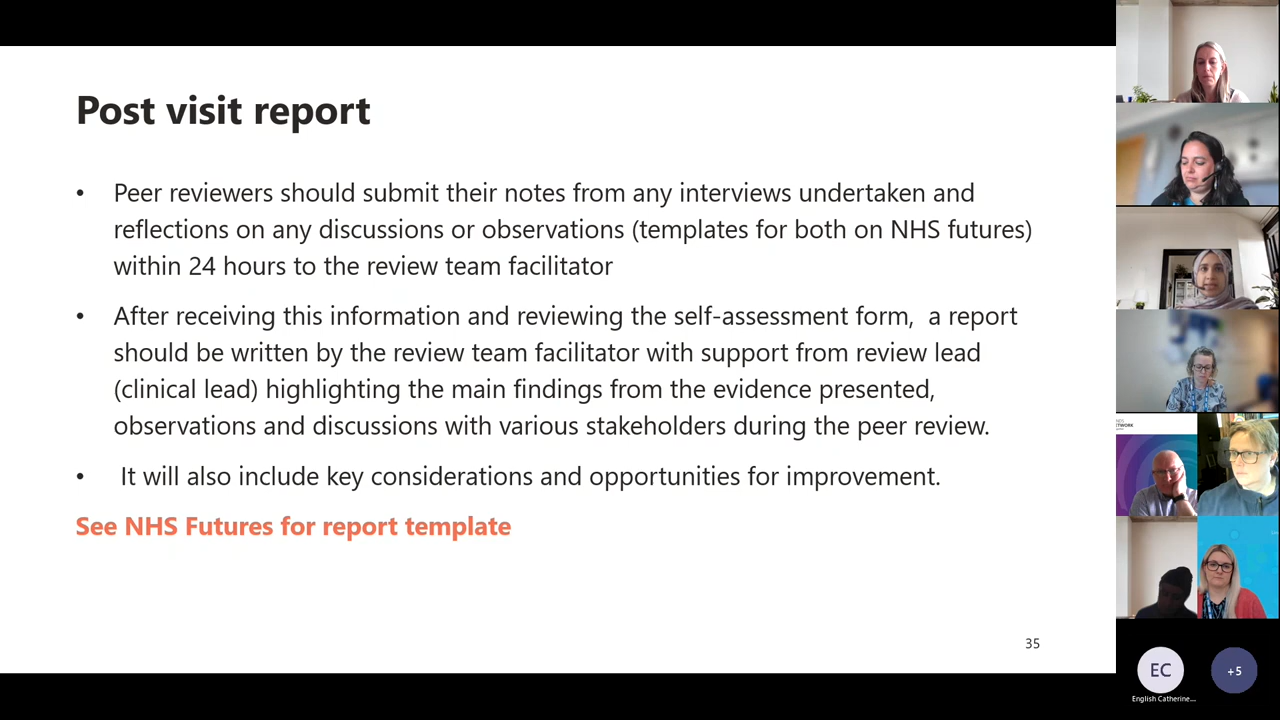 Post visit report
• Peer reviewers should submit their notes from any interviews undertaken and
reflections on any discussions or observations (templates for both on NHS futures)
within 24 hours to the review team facilitator
• After receiving this information and reviewing the self-assessment form,  a report
should be written by the review team facilitator with support from review lead
(clinical lead) highlighting the main findings from the evidence presented,
observations and discussion with various stakeholders during the peer review.
•  It will also include key considerations and opportunities for improvement.
See NHS Futures for report template
35
EC
+5
English Catherine...